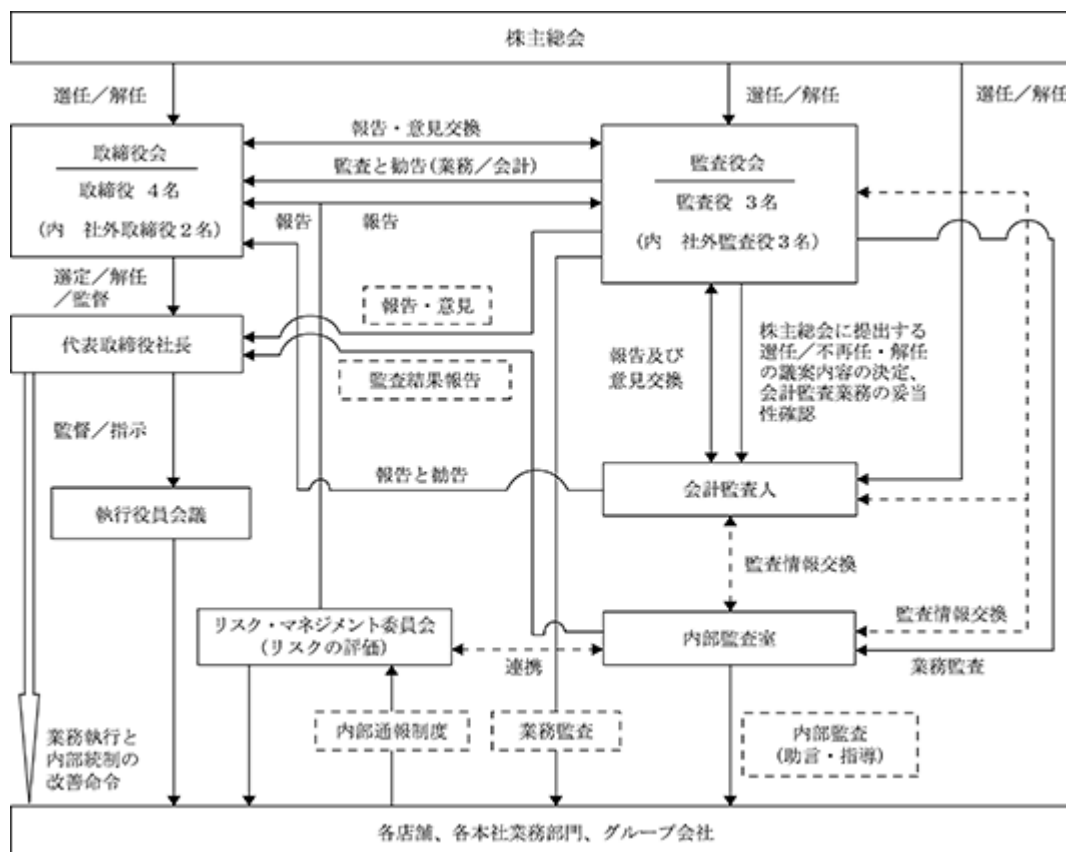 株主総会
選任／解任
選任／解任
選任／解任
取締役会
取締役 4名
(内 社外取締役2名)
報告・意見交換
監査と勧告(業務／会計)
報告
報告
監査役会
監査役 3名
(内 社外監査役3名)
選定／解任
／監督
報告・意見
代表取締役社長
監査結果報告
報告及び
意見交換
株主総会に提出する
選任／不再任・解任
の議案内容の決定、
会計監査業務の妥当
性確認
監督／指示
報告と勧告
会計監査人
執行役員会議
監査情報交換
リスク・マネジメント委員会
(リスクの評価)
連携
内部監査室
監査情報交換
業務監査
業務執行と
内部統制の
改善命令
内部通報制度
業務監査
内部監査
(助言・指導)
各店舗、各本社業務部門、グループ会社